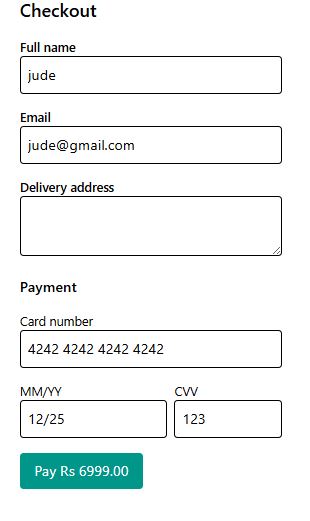 Checkout
Full name
jude
Email
jude@gmail.com
Delivery address
Payment
Card number
4242 4242 4242 4242
MM/YY CVV
12/25 123
Pay Rs 6999.00